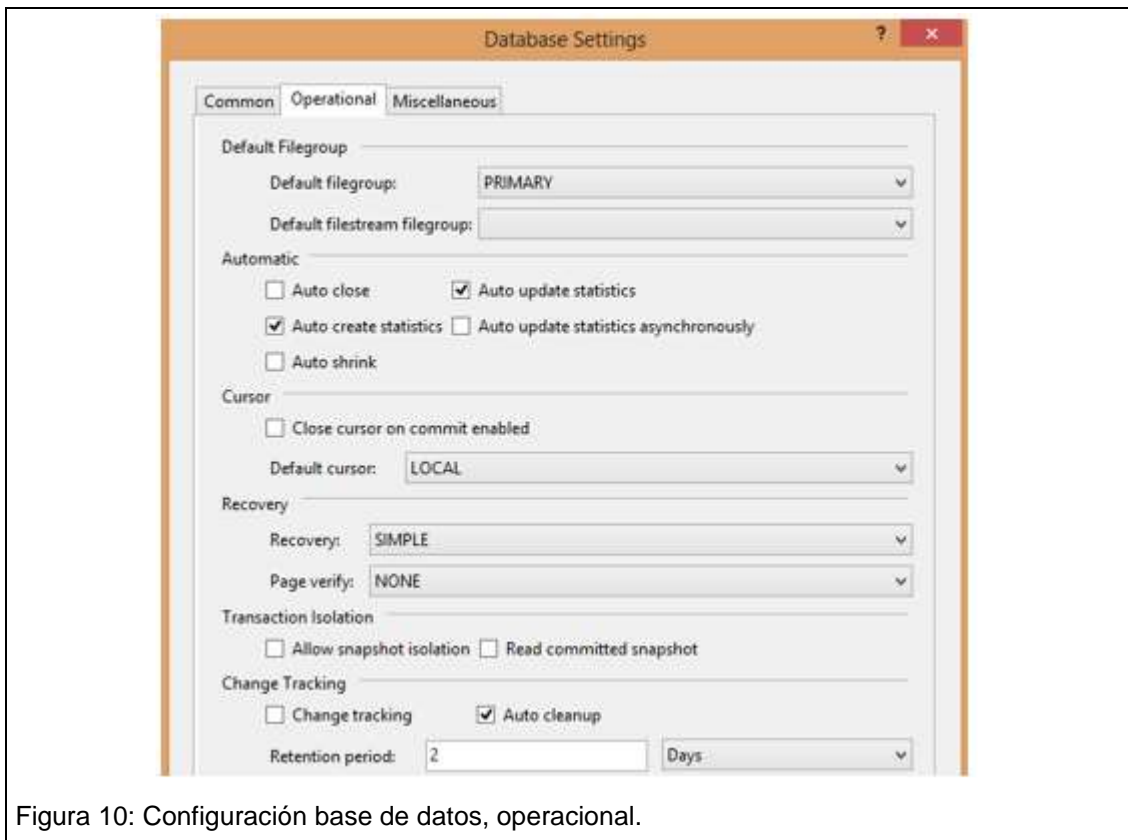 Database Settings
?
×
Common Operational Miscellaneous
Default Filegroup
Default filegroup: PRIMARY
Default filestream filegroup:
Automatic
Auto close Auto update statistics
Auto create statistics Auto update statistics asynchronously
Auto shrink
Cursor
Close cursor on commit enabled
Default cursor: LOCAL
Recovery
Recovery: SIMPLE
Page verify: NONE
Transaction Isolation
Allow snapshot isolation Read committed snapshot
Change Tracking
Change tracking Auto cleanup
Retention period: 2 Days
Figura 10: Configuración base de datos, operacional.